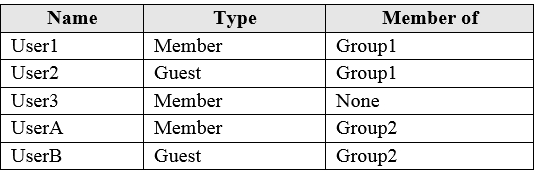 Name Type Member of
User1 Member Group1
User2 Guest Group1
User3 Member None
UserA Member Group2
UserB Guest Group2